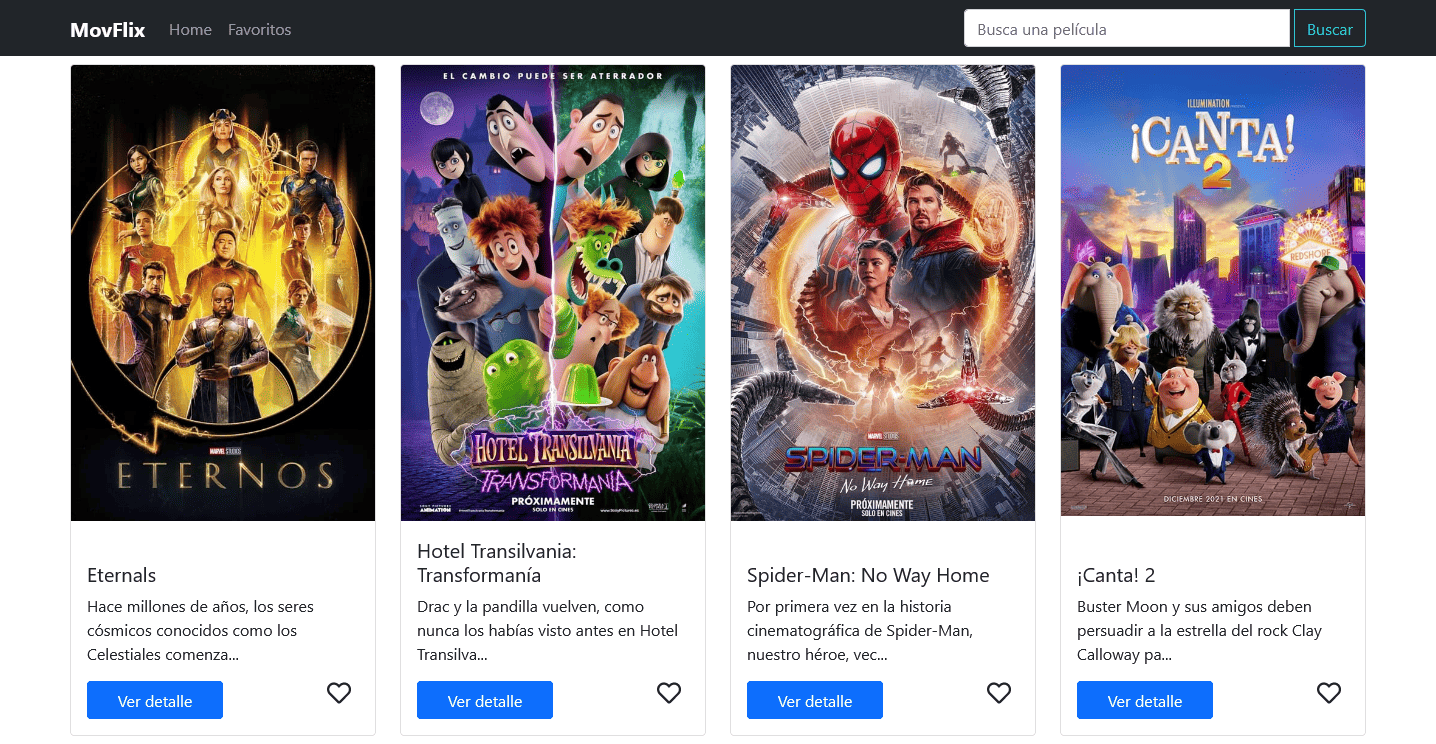 MovFlix
Home
Favoritos
Busca una película
Buscar
MARVEL STUDIOS
ETERNOS
Eternals
Hace millones de años, los seres
cósmicos conocidos como los
Celestiales comenza...
Ver detalle
EL CAMBIO PUEDE SER ATERRADOR
HOTEL TRANSILVANIA
TRANSFORMANÍA
PRÓXIMAMENTE
SOLO EN CINES
Hotel Transilvania:
Transformanía
Drac y la pandilla vuelven, como
nunca los habías visto antes en Hotel
Transilva...
Ver detalle
MARVEL STUDIOS
SPIDER-MAN
No Way Home
PRÓXIMAMENTE
SOLO EN CINES
Spider-Man: No Way Home
Por primera vez en la historia
cinematográfica de Spider-Man,
nuestro héroe, vec...
Ver detalle
ILLUMINATION
¡CANTA!
2
REDSHORE
DICIEMBRE 2021 EN CINES
¡Canta! 2
Buster Moon y sus amigos deben
persuadir a la estrella del rock Clay
Calloway pa...
Ver detalle